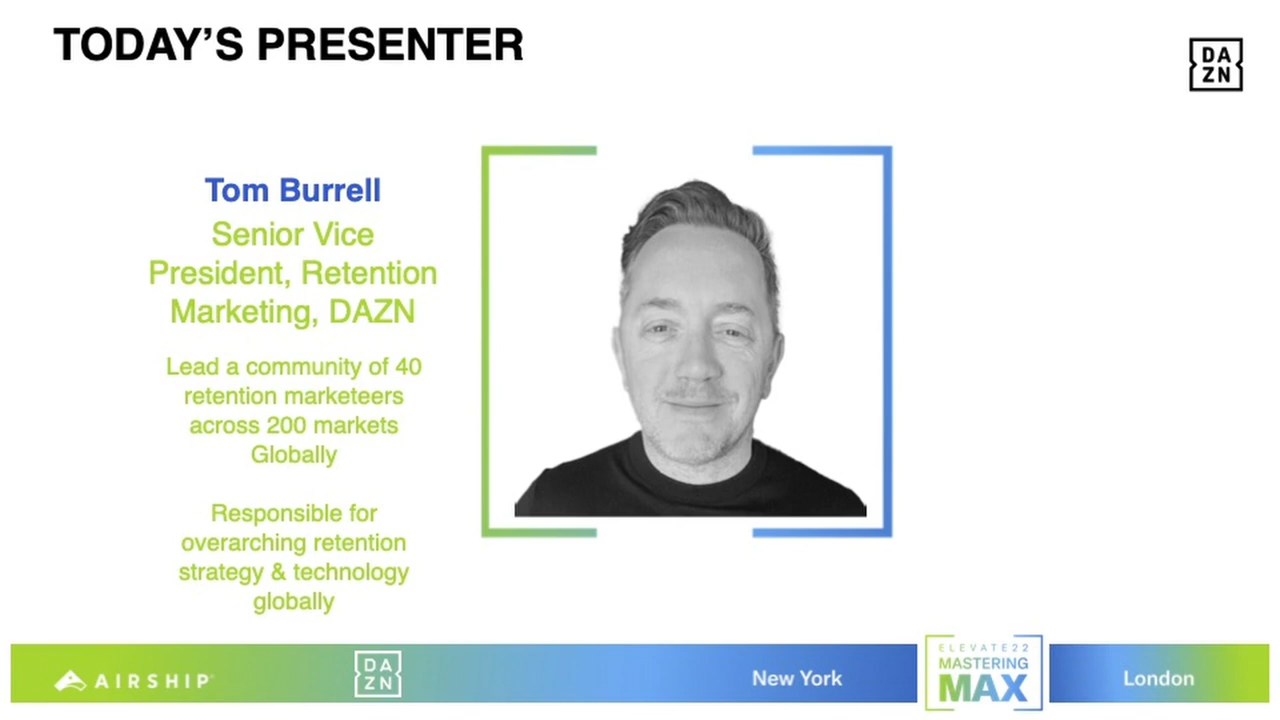 TODAY’S PRESENTER
DA
ZN
Tom Burrell
Senior Vice
President, Retention
Marketing, DAZN
Lead a community of 40
retention marketeers
across 200 markets
Globally
Responsible for
overarching retention
strategy & technology
globally
AIRSHIP
DA
ZN
New York
ELEVATE22
MASTERING
MAX
London